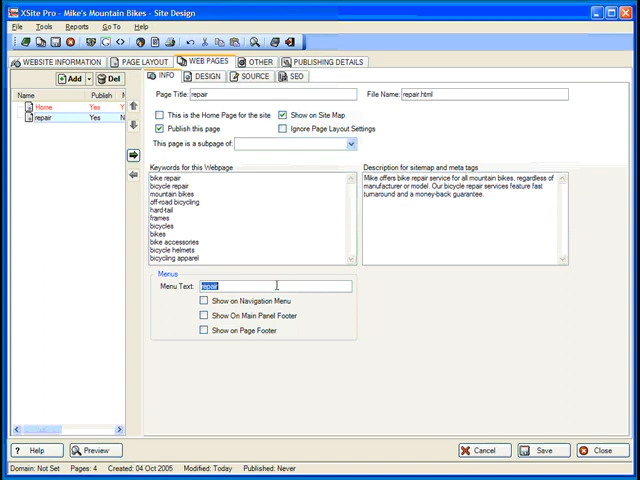 XSite Pro - Mike's Mountain Bikes - Site Design
File Tools Reports Go To Help
WEBSITE INFORMATION PAGE LAYOUT WEB PAGES OTHER PUBLISHING DETAILS
Add Del
INFO DESIGN SOURCE SEO
Name Publish
Home Yes Y
repair Yes N
Page Title: repair File Name: repair.html
This is the Home Page for the site Show on Site Map
Publish this page Ignore Page Layout Settings
This page is a subpage of:
Keywords for this Webpage Description for sitemap and meta tags
bike repair
bicycle repair
mountain bikes
off-road bicycling
hard-tail
frames
bicycles
bikes
bike accessories
bicycle helmets
bicycling apparel
Mike offers bike repair service for all mountain bikes, regardless of
manufacturer or model. Our bicycle repair services feature fast
turnaround and a money-back guarantee.
Menus
Menu Text: repair
Show on Navigation Menu
Show On Main Panel Footer
Show on Page Footer
? Help Preview Cancel Save Close
Domain: Not Set Pages: 4 Created: 04 Oct 2005 Modified: Today Published: Never